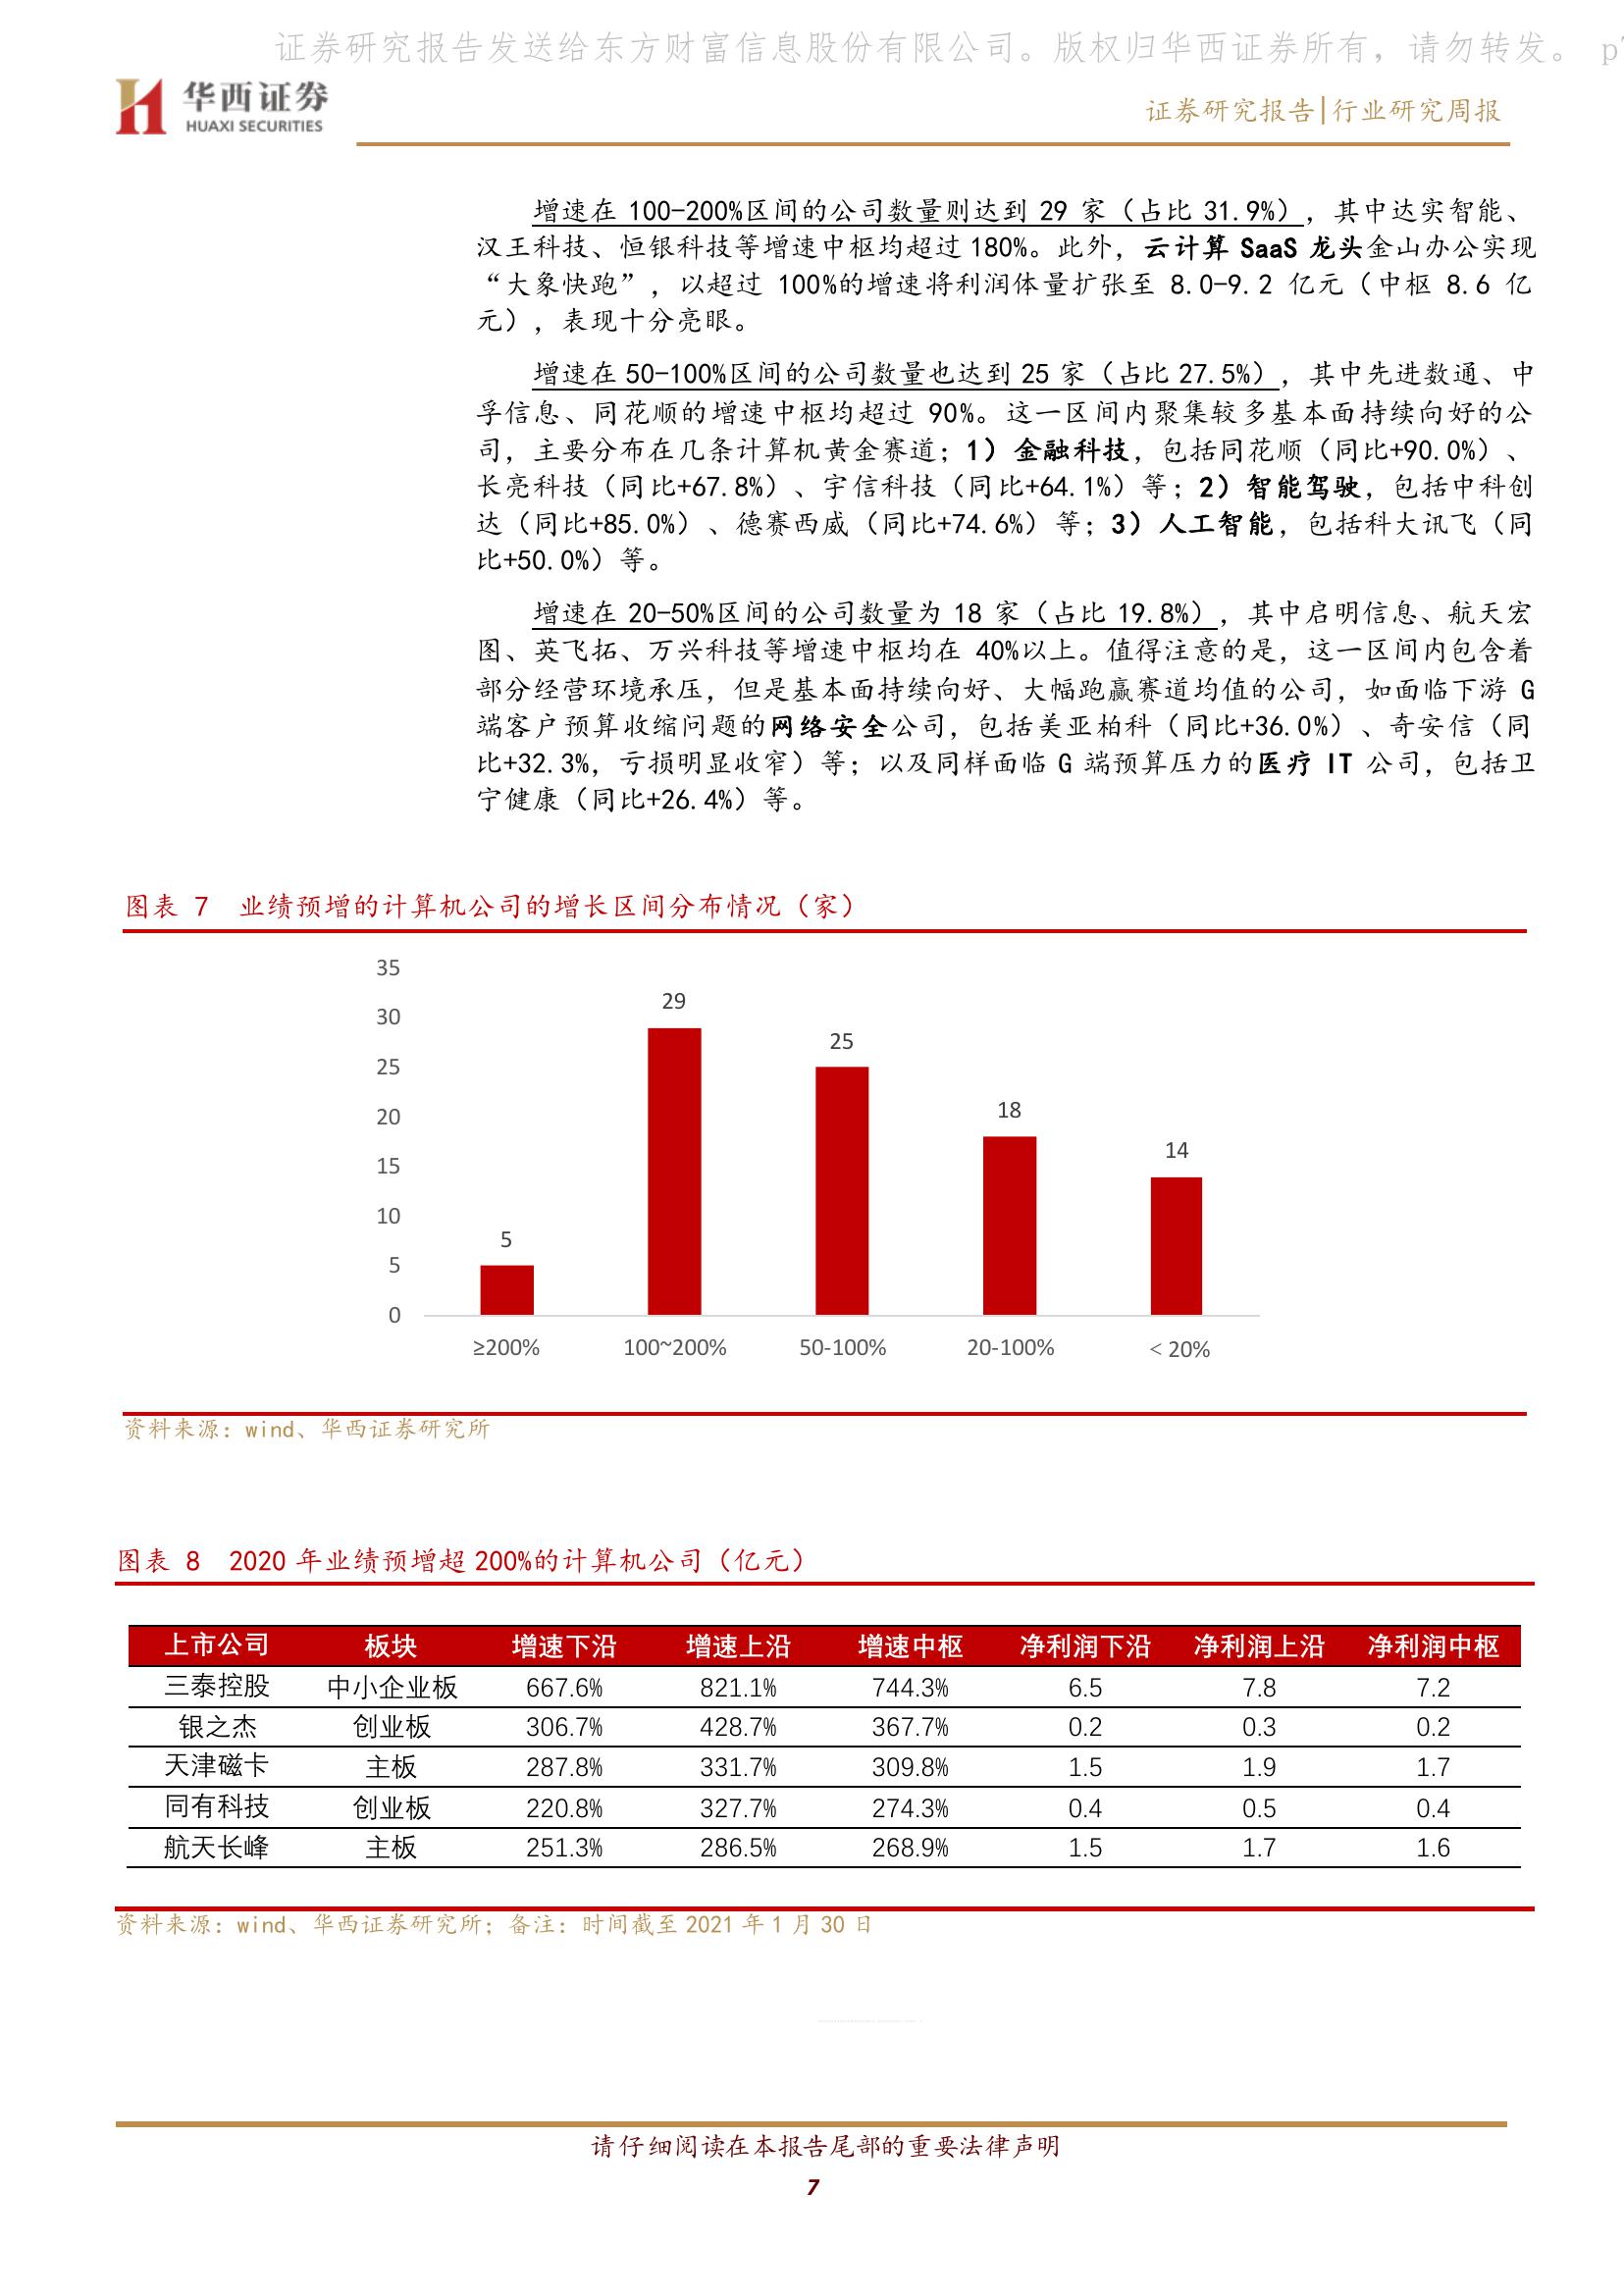 证券研究报告发送给东方财富信息股份有限公司。版权归华西证券所有，请勿转发。 p
华西证券
HUAXI SECURITIES
证券研究报告|行业研究周报
增速在 100-200%区间的公司数量则达到 29 家（占比 31.9%），其中达实智能、
汉王科技、恒银科技等增速中枢均超过 180%。此外，云计算 SaaS 龙头金山办公实现
“大象快跑”，以超过 100%的增速将利润体量扩张至 8.0-9.2 亿元（中枢 8.6 亿
元），表现十分亮眼。
增速在 50-100%区间的公司数量也达到 25 家（占比 27.5%），其中先进数通、中
孚信息、同花顺的增速中枢均超过 90%。这一区间内聚集较多基本面持续向好的公
司，主要分布在几条计算机黄金赛道；1）金融科技，包括同花顺（同比+90.0%）、
长亮科技（同比+67.8%）、宇信科技（同比+64.1%）等；2）智能驾驶，包括中科创
达（同比+85.0%）、德赛西威（同比+74.6%）等；3）人工智能，包括科大讯飞（同
比+50.0%）等。
增速在 20-50%区间的公司数量为 18 家（占比 19.8%），其中启明信息、航天宏
图、英飞拓、万兴科技等增速中枢均在 40%以上。值得注意的是，这一区间内包含着
部分经营环境承压，但是基本面持续向好、大幅跑赢赛道均值的公司，如面临下游 G
端客户预算收缩问题的网络安全公司，包括美亚柏科（同比+36.0%）、奇安信（同
比+32.3%，亏损明显收窄）等；以及同样面临 G 端预算压力的医疗 IT 公司，包括卫
宁健康（同比+26.4%）等。
图表 7 业绩预增的计算机公司的增长区间分布情况（家）
35
30
25
20
15
10
5
0
5
29
25
18
14
≥200% 100~200% 50-100% 20-100% ＜20%
资料来源：wind、华西证券研究所
图表 8 2020 年业绩预增超 200%的计算机公司（亿元）
上市公司 板块 增速下沿 增速上沿 增速中枢 净利润下沿 净利润上沿 净利润中枢
三泰控股 中小企业板 667.6% 821.1% 744.3% 6.5 7.8 7.2
银之杰 创业板 306.7% 428.7% 367.7% 0.2 0.3 0.2
天津磁卡 主板 287.8% 331.7% 309.8% 1.5 1.9 1.7
同有科技 创业板 220.8% 327.7% 274.3% 0.4 0.5 0.4
航天长峰 主板 251.3% 286.5% 268.9% 1.5 1.7 1.6
资料来源：wind、华西证券研究所；备注：时间截至 2021 年 1 月 30 日
请仔细阅读在本报告尾部的重要法律声明
7